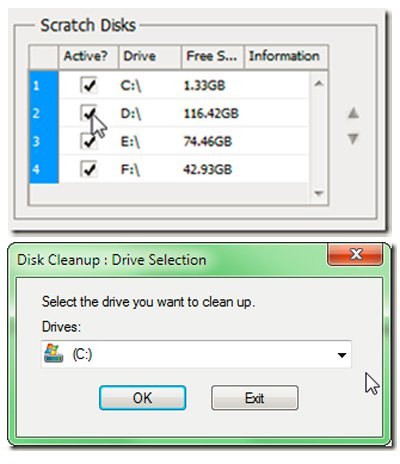 Scratch Disks
Active? Drive Free S... Information
1 C:\ 1.33GB
2 D:\ 116.42GB
3 E:\ 74.46GB
4 F:\ 42.93GB
Disk Cleanup : Drive Selection
Select the drive you want to clean up.
Drives:
(C:)
OK Exit